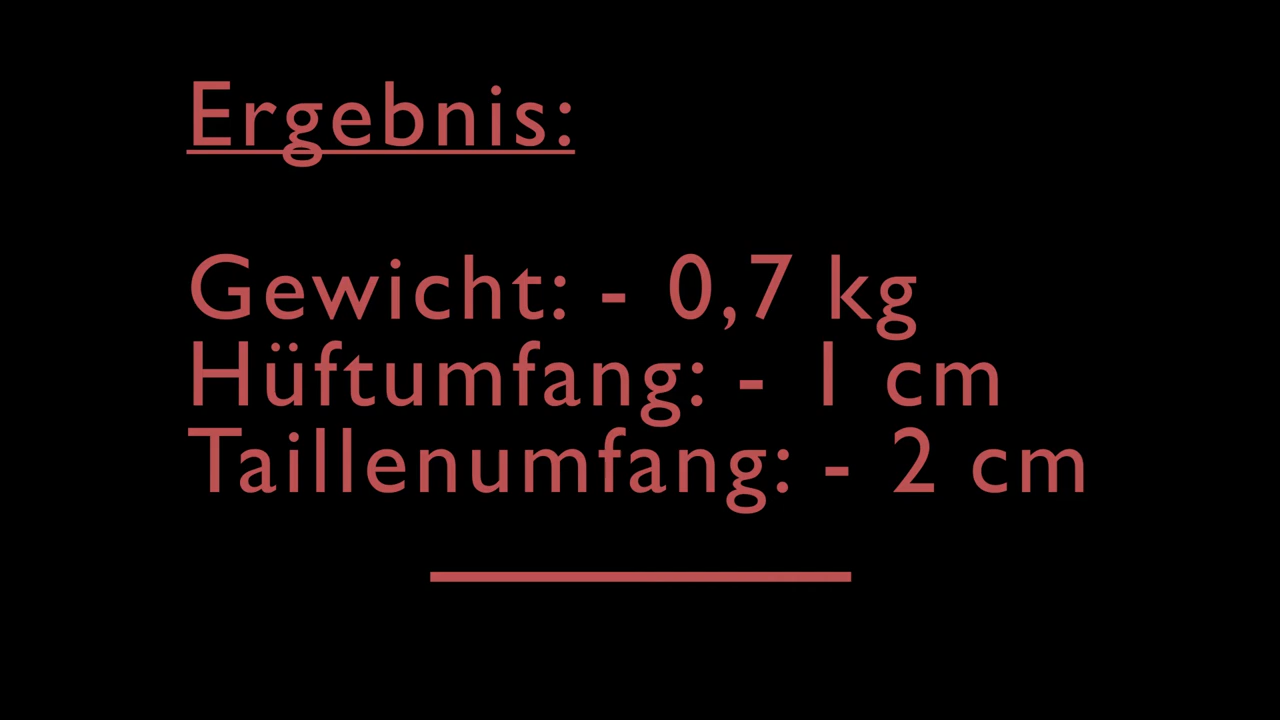 Ergebnis:
Gewicht: - 0,7 kg
Hüftumfang: - 1 cm
Taillenumfang: - 2 cm